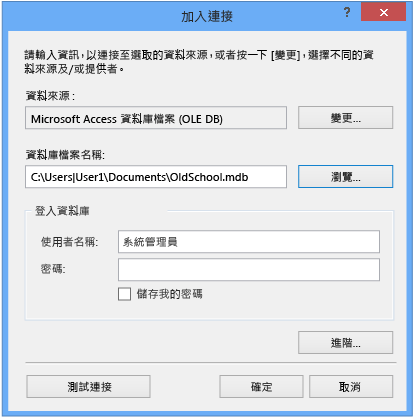 加入連接
?
請輸入資訊，以連接至選取的資料來源，或者按一下 [變更]，選擇不同的資
料來源及/或提供者。
資料來源：
Microsoft Access 資料庫檔案 (OLE DB)
變更...
資料庫檔案名稱:
C:\Users|User1\Documents\OldSchool.mdb
瀏覽...
登入資料庫
使用者名稱:
系統管理員
密碼:
儲存我的密碼
進階...
測試連接
確定
取消